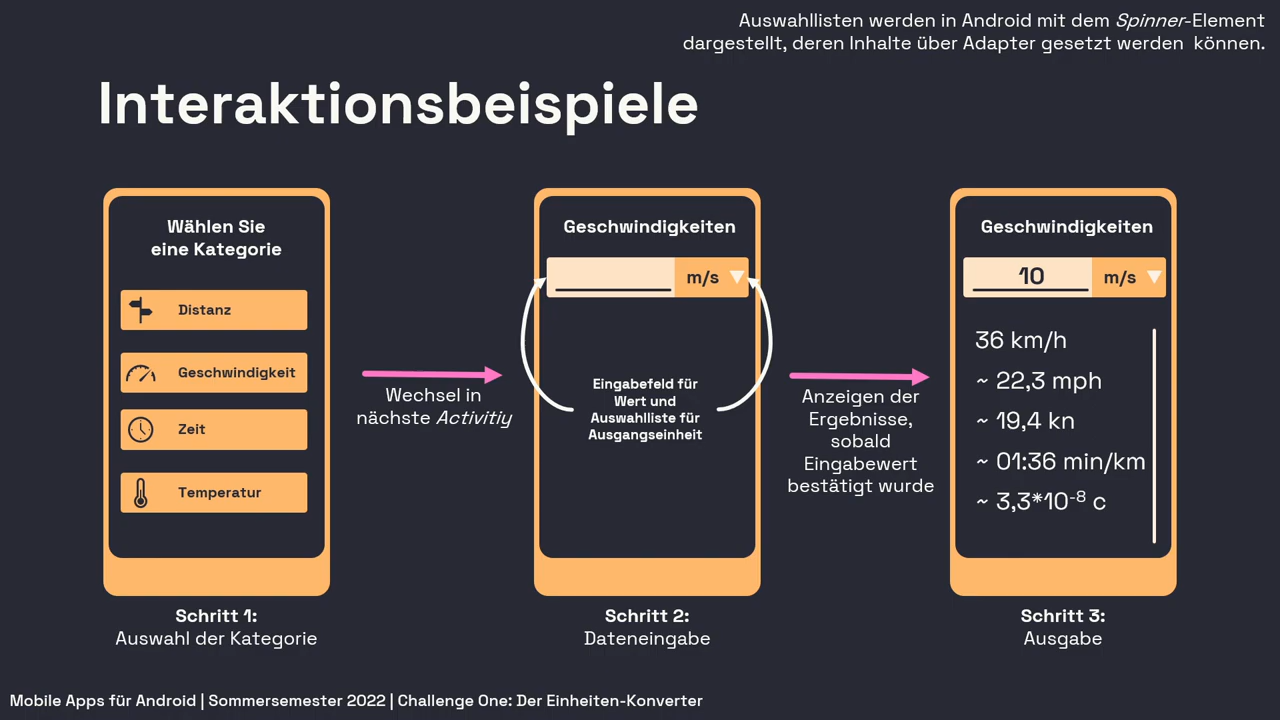 Auswahllisten werden in Android mit dem Spinner-Element
dargestellt, deren Inhalte über Adapter gesetzt werden können.
Interaktionsbeispiele
Wählen Sie
eine Kategorie
Distanz
Geschwindigkeit
Zeit
Temperatur
Schritt 1:
Auswahl der Kategorie
Wechsel in
nächste Activitiy
Geschwindigkeiten
m/s
Eingabefeld für
Wert und
Auswahlliste für
Ausgangseinheit
Schritt 2:
Dateneingabe
Anzeigen der
Ergebnisse,
sobald
Eingabewert
bestätigt wurde
Geschwindigkeiten
10 m/s
36 km/h
~ 22,3 mph
~ 19,4 kn
~ 01:36 min/km
~ 3,3*10⁻⁸ c
Schritt 3:
Ausgabe
Mobile Apps für Android | Sommersemester 2022 | Challenge One: Der Einheiten-Konverter